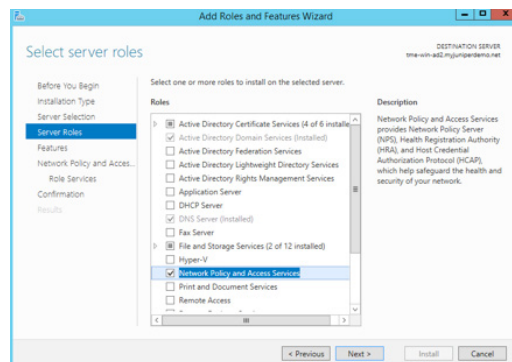 Add Roles and Features Wizard
Select server roles
DESTINATION SERVER
tme-win-ad2.myjuniperdemo.net
Before You Begin
Installation Type
Server Selection
Server Roles
Features
Network Policy and Acces...
Role Services
Confirmation
Results
Select one or more roles to install on the selected server.
Roles
Active Directory Certificate Services (4 of 6 installe
Active Directory Domain Services (Installed)
Active Directory Federation Services
Active Directory Lightweight Directory Services
Active Directory Rights Management Services
Application Server
DHCP Server
DNS Server (Installed)
Fax Server
File and Storage Services (2 of 12 installed)
Hyper-V
Network Policy and Access Services
Print and Document Services
Remote Access
Description
Network Policy and Access Services
provides Network Policy Server
(NPS), Health Registration Authority
(HRA), and Host Credential
Authorization Protocol (HCAP),
which help safeguard the health and
security of your network.
< Previous
Next >
Install
Cancel